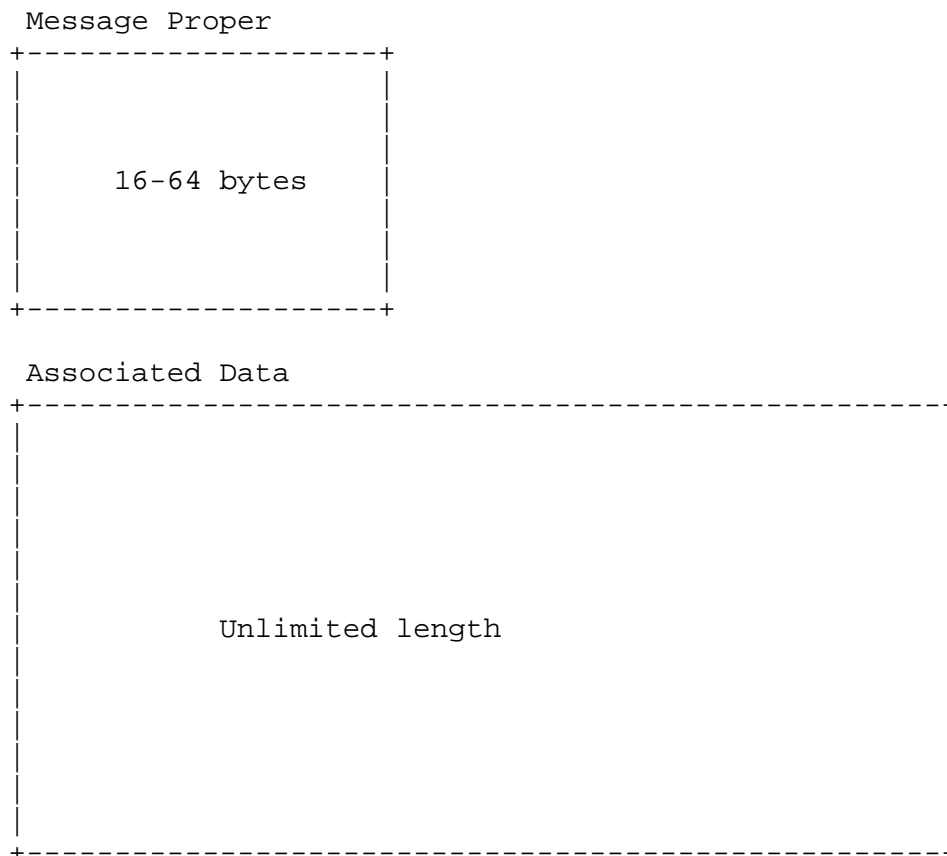 Message Proper
16-64 bytes
Associated Data
Unlimited length